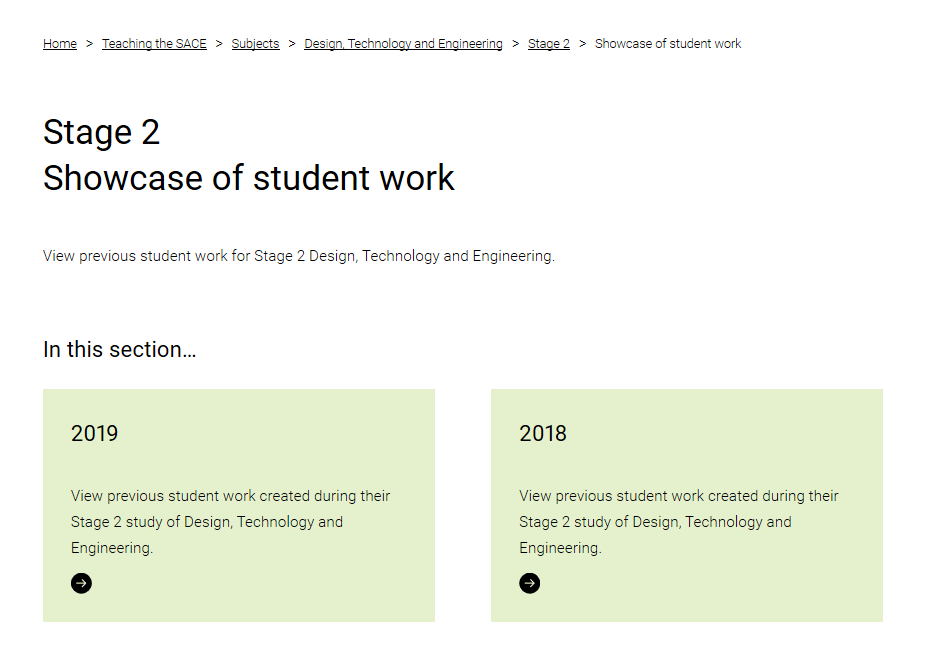 Home > Teaching the SACE > Subjects > Design, Technology and Engineering > Stage 2 > Showcase of student work
Stage 2
Showcase of student work
View previous student work for Stage 2 Design, Technology and Engineering.
In this section...
2019
View previous student work created during their
Stage 2 study of Design, Technology and
Engineering.
2018
View previous student work created during their
Stage 2 study of Design, Technology and
Engineering.